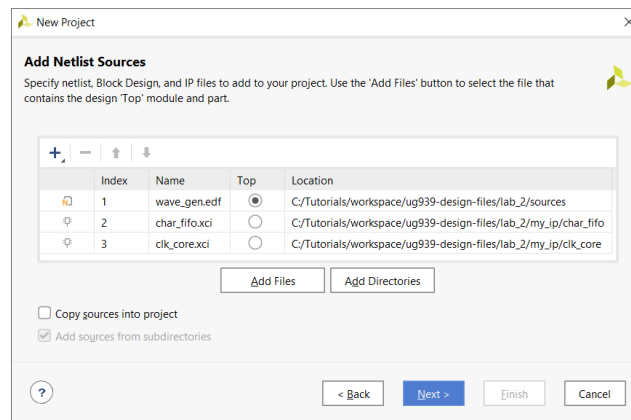 New Project
Add Netlist Sources
Specify netlist, Block Design, and IP files to add to your project. Use the 'Add Files' button to select the file that
contains the design 'Top' module and part.
Index Name Top Location
1 wave_gen.edf C:/Tutorials/workspace/ug939-design-files/lab_2/sources
2 char_fifo.xci C:/Tutorials/workspace/ug939-design-files/lab_2/my_ip/char_fifo
3 clk_core.xci C:/Tutorials/workspace/ug939-design-files/lab_2/my_ip/clk_core
Add Files Add Directories
Copy sources into project
Add sources from subdirectories
? < Back Next > Finish Cancel